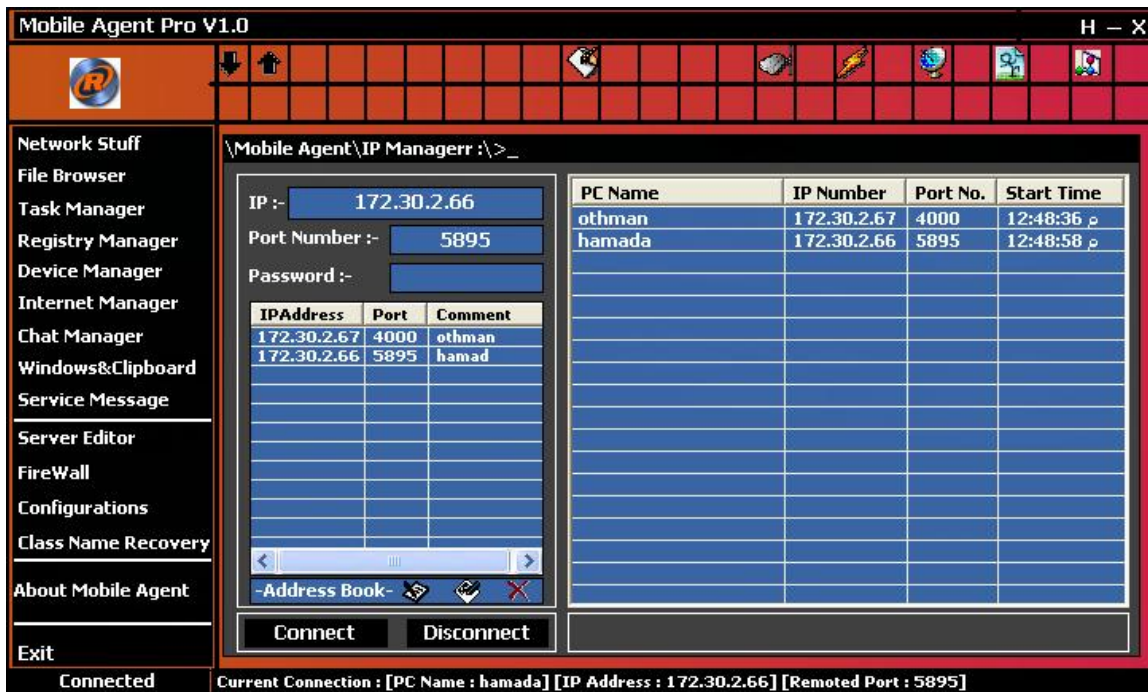 Mobile Agent Pro V1.0
H – X
Network Stuff
File Browser
Task Manager
Registry Manager
Device Manager
Internet Manager
Chat Manager
Windows&Clipboard
Service Message
Server Editor
FireWall
Configurations
Class Name Recovery
About Mobile Agent
Exit
\Mobile Agent\IP Managerr :\>_
IP :- 172.30.2.66
Port Number :- 5895
Password :-
IPAddress Port Comment
172.30.2.67 4000 othman
172.30.2.66 5895 hamad
-Address Book-
Connect Disconnect
PC Name IP Number Port No. Start Time
othman 172.30.2.67 4000 12:48:36 م
hamada 172.30.2.66 5895 12:48:58 م
Connected Current Connection : [PC Name : hamada] [IP Address : 172.30.2.66] [Remoted Port : 5895]